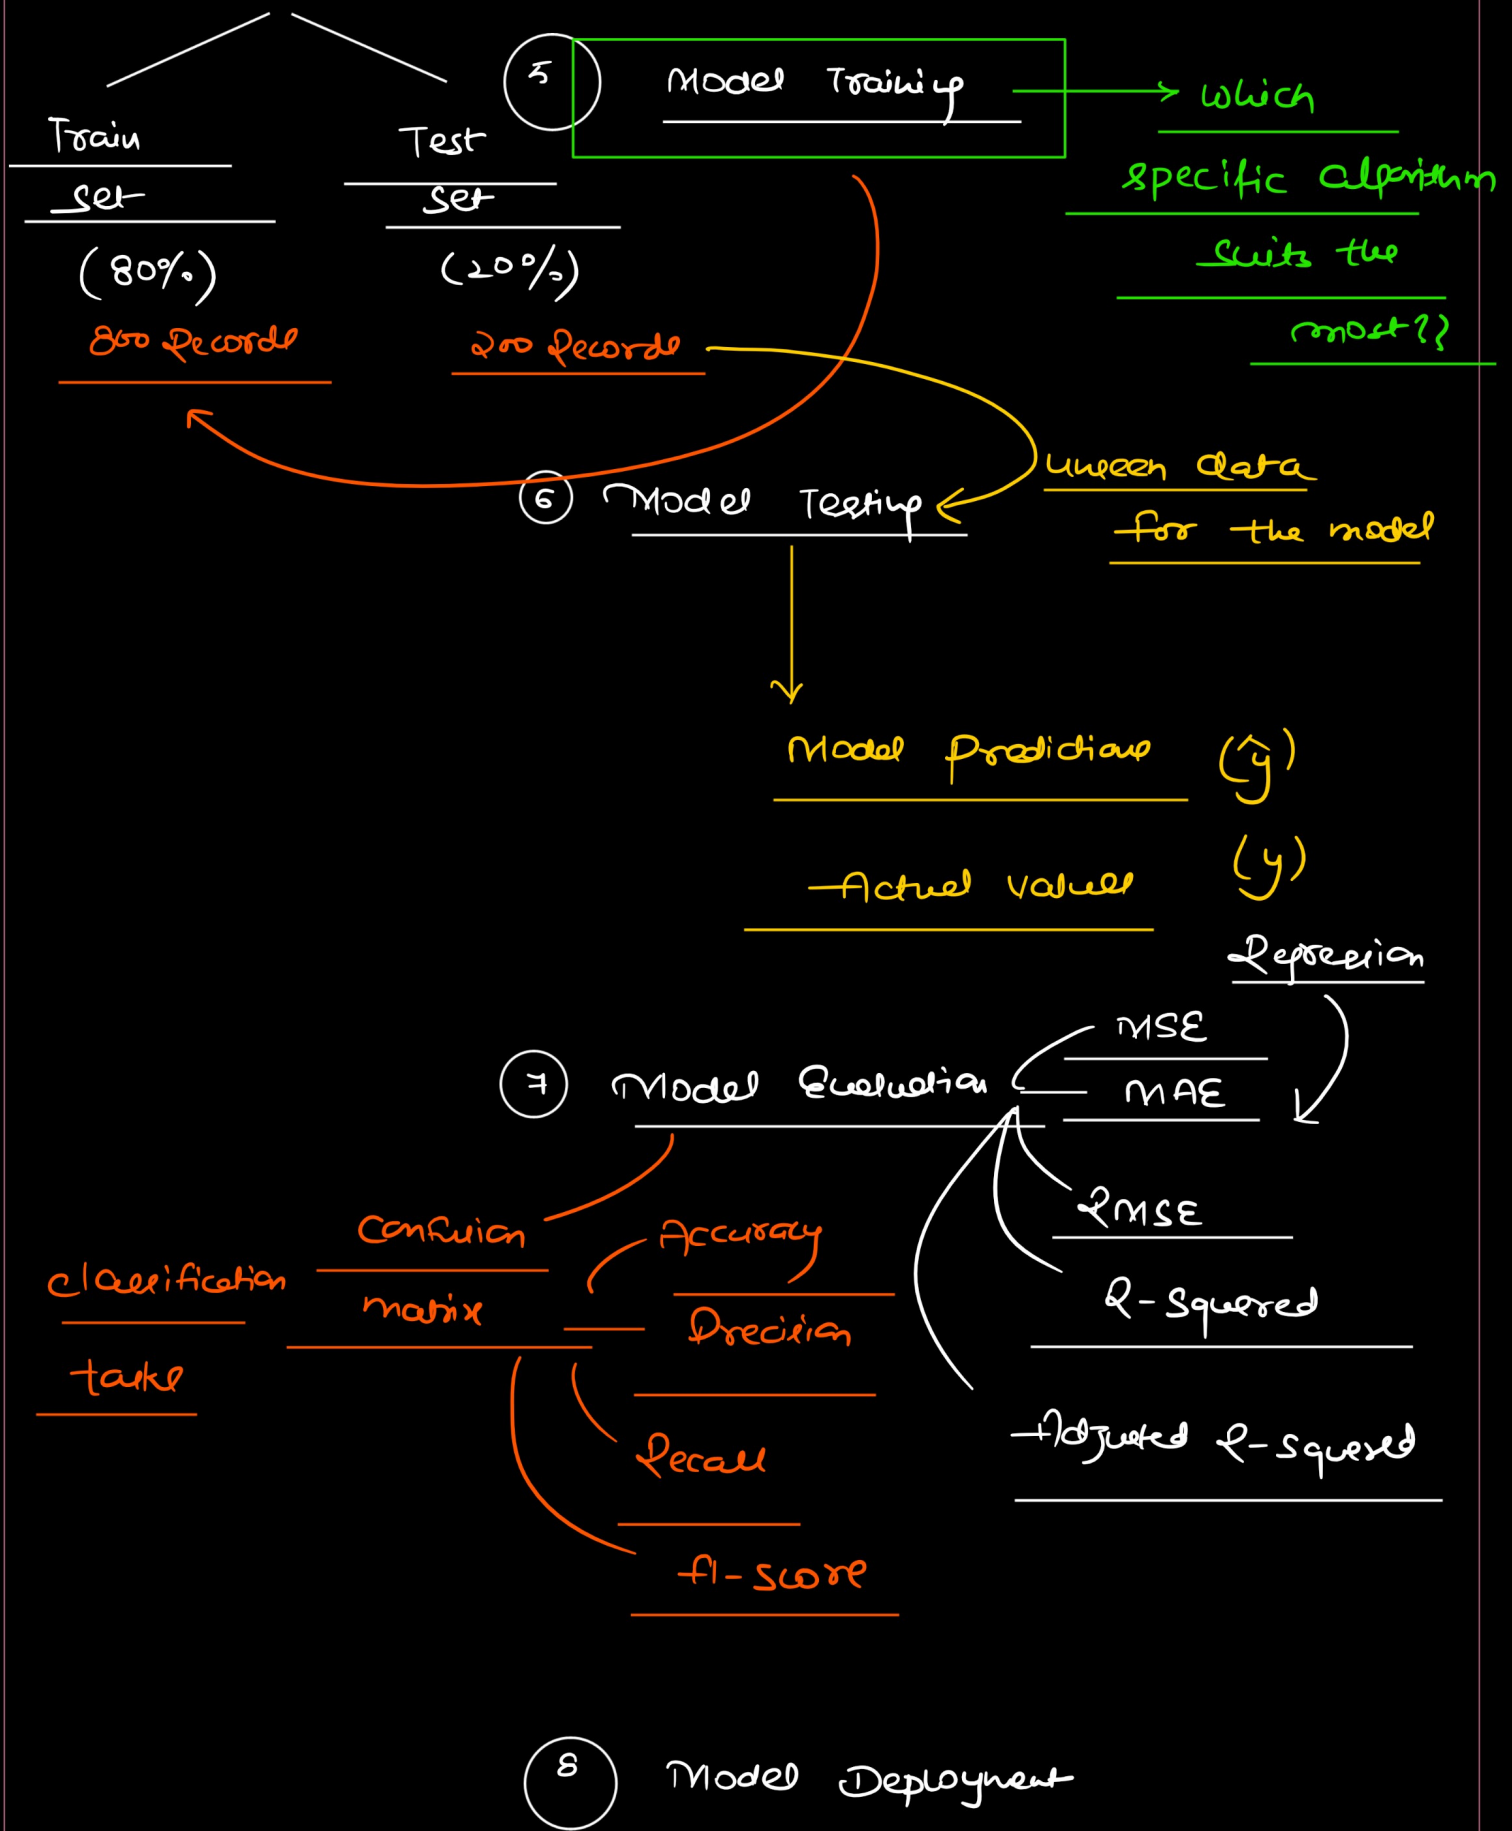 Train
Set
(80%)
800 Records
Test
Set
(20%)
200 Records
5
Model Training
which
specific algorithm
suits the
most??
6
Model Testing
unseen data
for the model
Model Predictions (ŷ)
Actual values (y)
Regression
7
Model Evaluation
MSE
MAE
RMSE
R-Squared
Adjusted R-squared
classification
tasks
Confusion
matrix
Accuracy
Precision
Recall
f1-score
8
Model Deployment